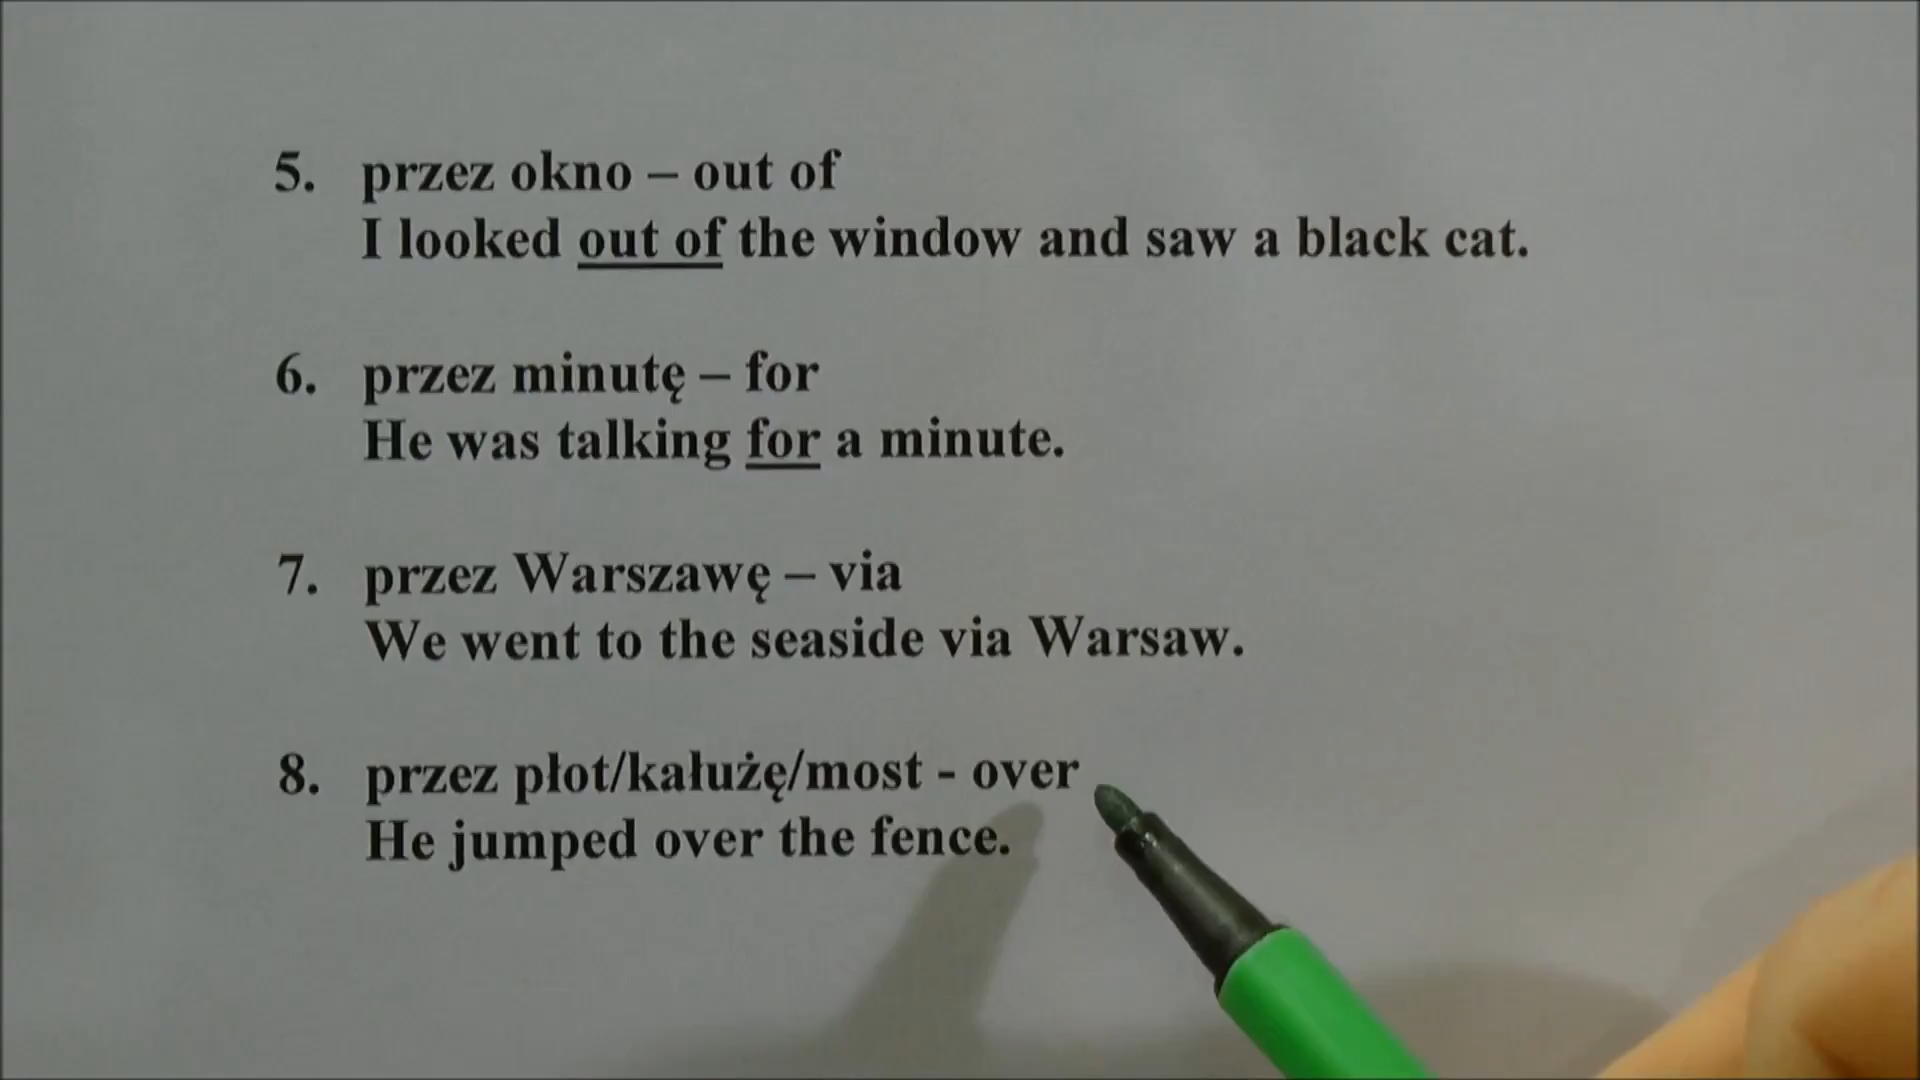 5. przez okno – out of
I looked out of the window and saw a black cat.
6. przez minutę – for
He was talking for a minute.
7. przez Warszawę – via
We went to the seaside via Warsaw.
8. przez płot/kałużę/most - over
He jumped over the fence.